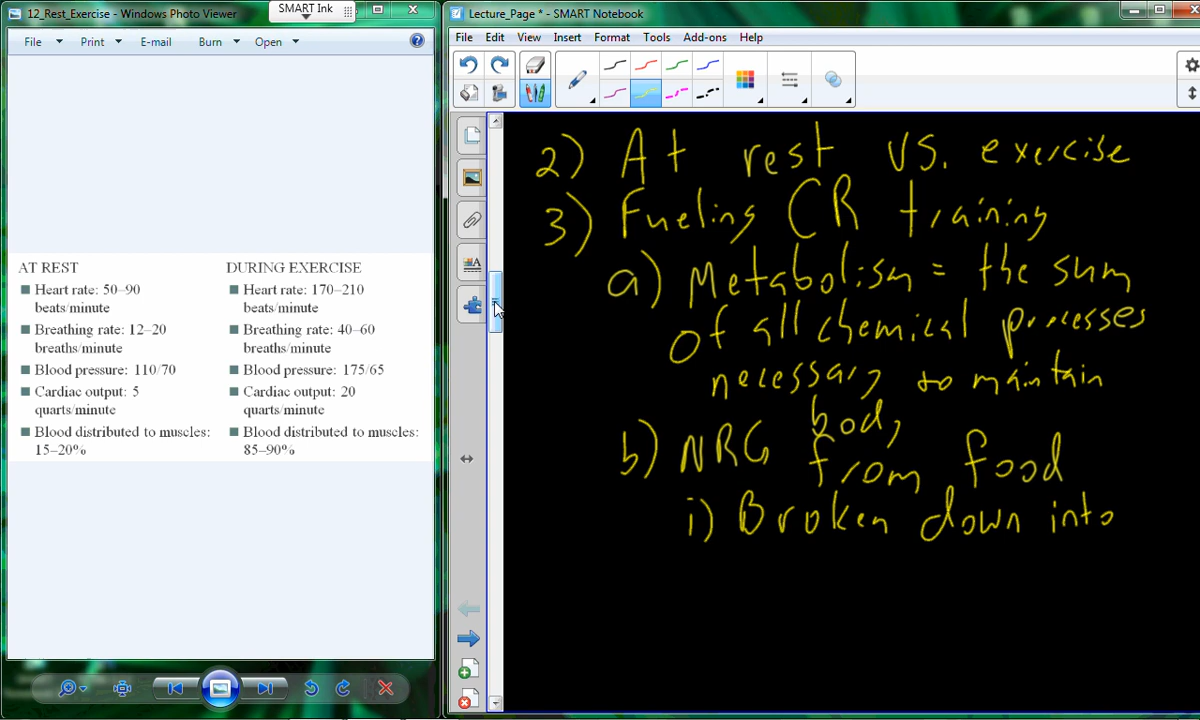 12_Rest_Exercise - Windows Photo Viewer
SMART Ink
File Print E-mail Burn Open
AT REST
Heart rate: 50–90
beats/minute
Breathing rate: 12–20
breaths/minute
Blood pressure: 110/70
Cardiac output: 5
quarts/minute
Blood distributed to muscles:
15–20%
DURING EXERCISE
Heart rate: 170–210
beats/minute
Breathing rate: 40–60
breaths/minute
Blood pressure: 175/65
Cardiac output: 20
quarts/minute
Blood distributed to muscles:
85–90%
Lecture_Page * - SMART Notebook
File Edit View Insert Format Tools Add-ons Help
2) At rest vs. exercise
3) Fueling CR training
a) Metabolism = the sum
of all chemical processes
necessary to maintain
body
b) NRG from food
i) Broken down into